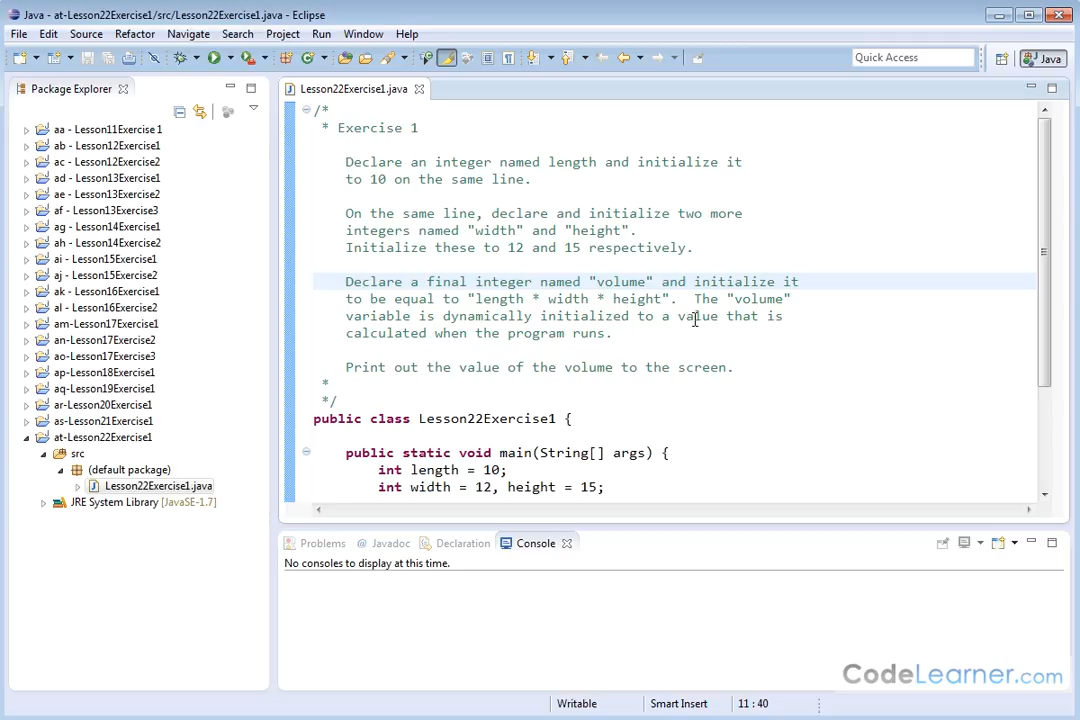 Java - at-Lesson22Exercise1/src/Lesson22Exercise1.java - Eclipse
File Edit Source Refactor Navigate Search Project Run Window Help
Quick Access
Java
Package Explorer
Lesson22Exercise1.java
aa - Lesson11Exercise1
ab - Lesson12Exercise1
ac - Lesson12Exercise2
ad - Lesson13Exercise1
ae - Lesson13Exercise2
af - Lesson13Exercise3
ag - Lesson14Exercise1
ah - Lesson14Exercise2
ai - Lesson15Exercise1
aj - Lesson15Exercise2
ak - Lesson16Exercise1
al - Lesson16Exercise2
am-Lesson17Exercise1
an-Lesson17Exercise2
ao-Lesson17Exercise3
ap-Lesson18Exercise1
aq-Lesson19Exercise1
ar-Lesson20Exercise1
as-Lesson21Exercise1
at-Lesson22Exercise1
src
(default package)
Lesson22Exercise1.java
JRE System Library [JavaSE-1.7]
/*
* Exercise 1
Declare an integer named length and initialize it
to 10 on the same line.
On the same line, declare and initialize two more
integers named "width" and "height".
Initialize these to 12 and 15 respectively.
Declare a final integer named "volume" and initialize it
to be equal to "length * width * height". The "volume"
variable is dynamically initialized to a value that is
calculated when the program runs.
Print out the value of the volume to the screen.
*
*/
public class Lesson22Exercise1 {
public static void main(String[] args) {
int length = 10;
int width = 12, height = 15;
Problems @ Javadoc Declaration Console
No consoles to display at this time.
CodeLearner.com
Writable Smart Insert 11 : 40